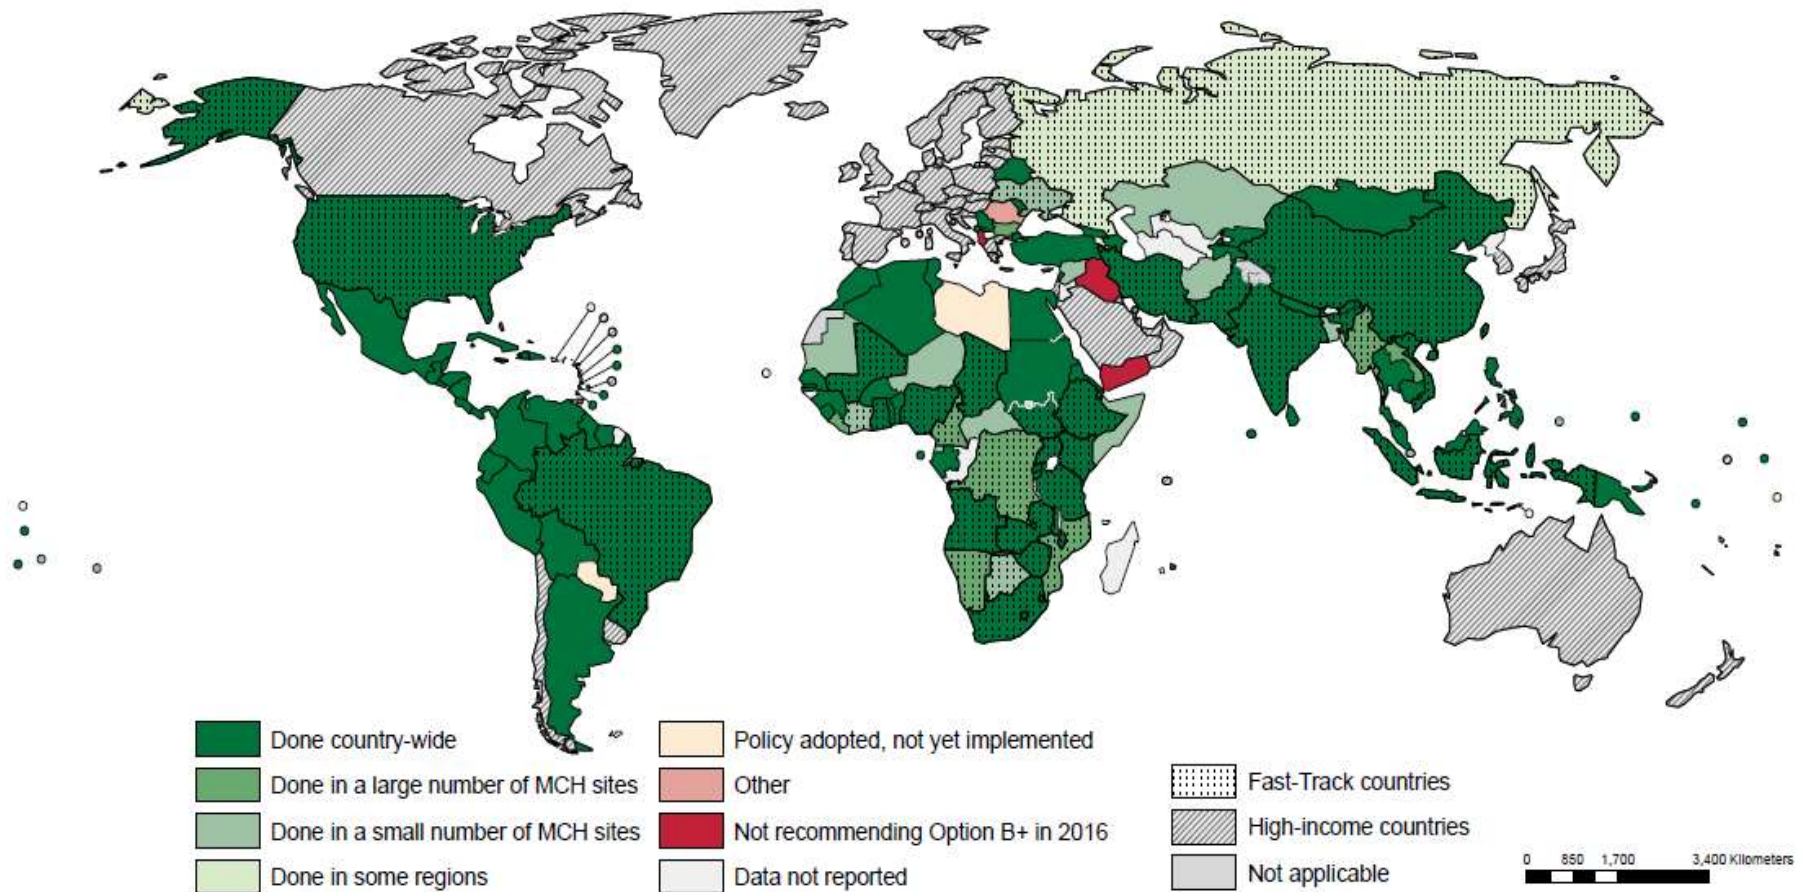 Done country-wide
Done in a large number of MCH sites
Done in a small number of MCH sites
Done in some regions
Policy adopted, not yet implemented
Other
Not recommending Option B+ in 2016
Data not reported
Fast-Track countries
High-income countries
Not applicable
0 850 1,700 3,400 Kilometers